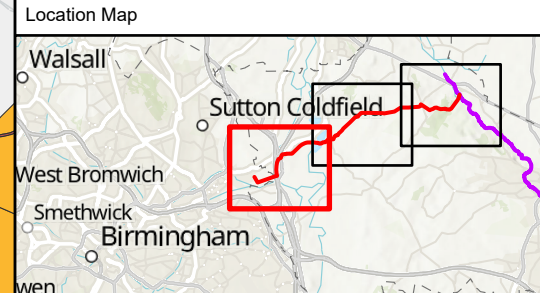 Location Map
Walsall
Sutton Coldfield
West Bromwich
Smethwick
Birmingham
wen